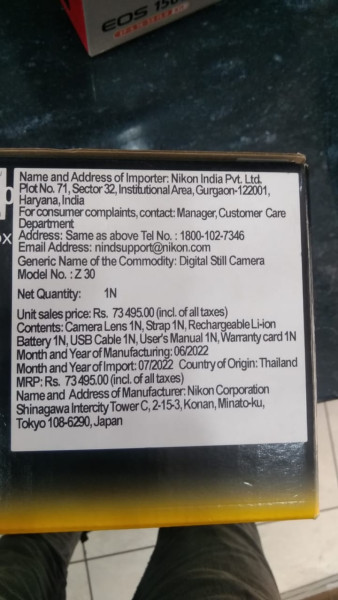 EOS 150
Name and Address of Importer: Nikon India Pvt. Ltd.
Plot No. 71, Sector 32, Institutional Area, Gurgaon-122001,
Haryana, India
For consumer complaints, contact: Manager, Customer Care
Department
Address: Same as above Tel No. : 1800-102-7346
Email Address: nindsupport@nikon.com
Generic Name of the Commodity: Digital Still Camera
Model No. : Z 30
Net Quantity: 1N
Unit sales price: Rs. 73 495.00 (incl. of all taxes)
Contents: Camera Lens 1N, Strap 1N, Rechargeable Li-ion
Battery 1N, USB Cable 1N, User's Manual 1N, Warranty card 1N
Month and Year of Manufacturing: 06/2022
Month and Year of Import: 07/2022 Country of Origin: Thailand
MRP: Rs. 73 495.00 (incl. of all taxes)
Name and Address of Manufacturer: Nikon Corporation
Shinagawa Intercity Tower C, 2-15-3, Konan, Minato-ku,
Tokyo 108-6290, Japan